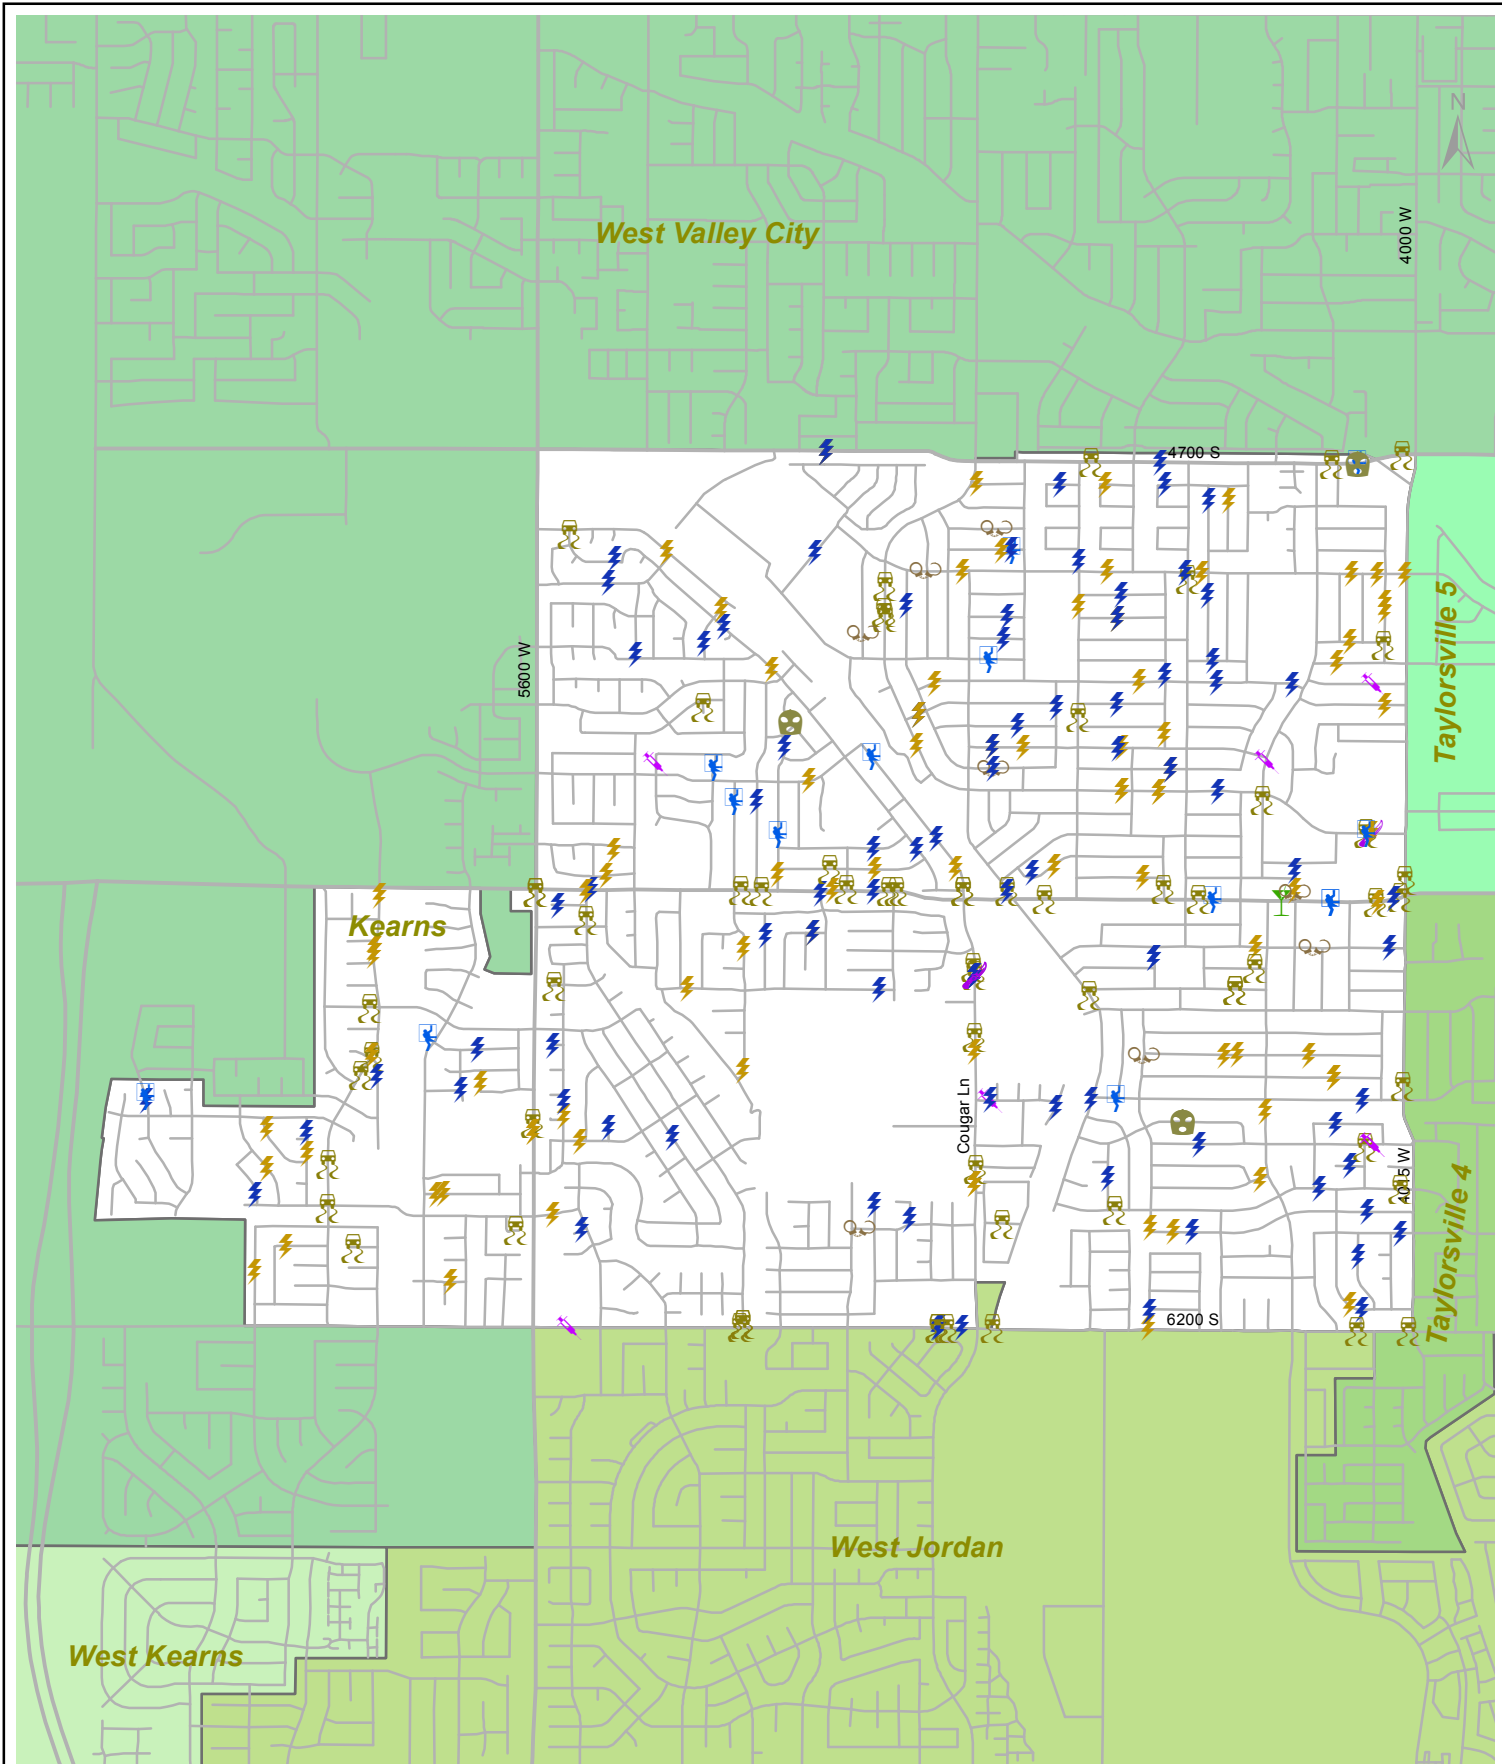 N
4000 W
West Valley City
4700 S
Taylorsville 5
5600 W
Kearns
Cougar Ln
4015 W
Taylorsville 4
6200 S
West Jordan
West Kearns